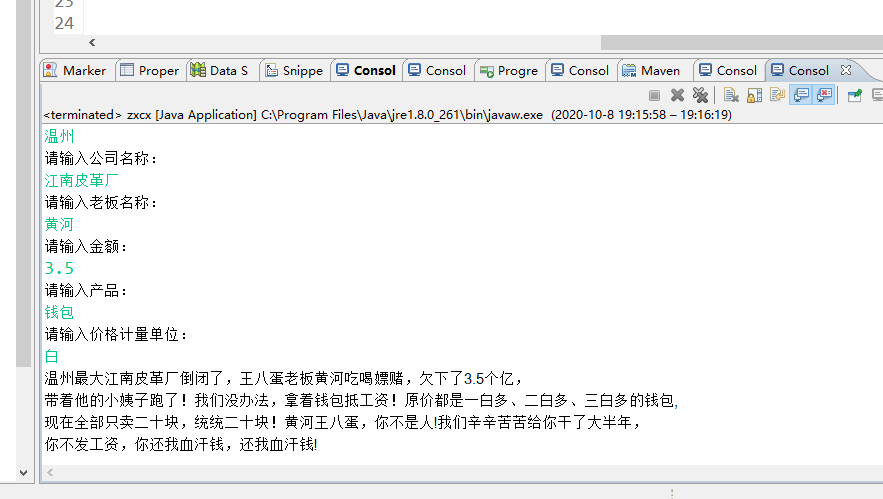 23
24
Marker Proper Data S Snippe Consol Consol Progre Consol Maven Consol Consol
<terminated> zxcx [Java Application] C:\Program Files\Java\jre1.8.0_261\bin\javaw.exe (2020-10-8 19:15:58 – 19:16:19)
温州
请输入公司名称：
江南皮革厂
请输入老板名称：
黄河
请输入金额：
3.5
请输入产品：
钱包
请输入价格计量单位：
白
温州最大江南皮革厂倒闭了，王八蛋老板黄河吃喝嫖赌，欠下了3.5个亿，
带着他的小姨子跑了！我们没办法，拿着钱包抵工资！原价都是一白多、二白多、三白多的钱包,
现在全部只卖二十块，统统二十块！黄河王八蛋，你不是人!我们辛辛苦苦给你干了大半年，
你不发工资，你还我血汗钱，还我血汗钱!